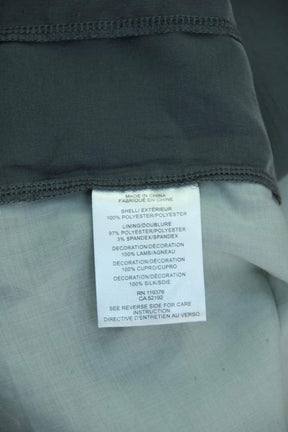 MADE IN CHINA
FABRIQUÉ EN CHINE
SHELL/ EXTÉRIEUR
100% POLYESTER/POLYESTER
LINING/DOUBLURE
97% POLYESTER/POLYESTER
3% SPANDEX/SPANDEX
DECORATION/DÉCORATION
100% LAMB/AGNEAU
DECORATION/DÉCORATION
100% CUPRO/CUPRO
DECORATION/DÉCORATION
100% SILK/SOIE
RN 119376
CA 52192
SEE REVERSE SIDE FOR CARE
INSTRUCTION
DIRECTIVE D'ENTRETIEN AU VERSO